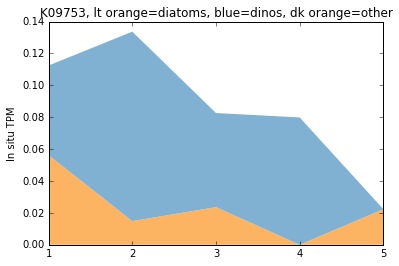 K09753, lt orange=diatoms, blue=dinos, dk orange=other
0.14
0.12
0.10
0.08
0.06
0.04
0.02
0.00
In situ TPM
1 2 3 4 5